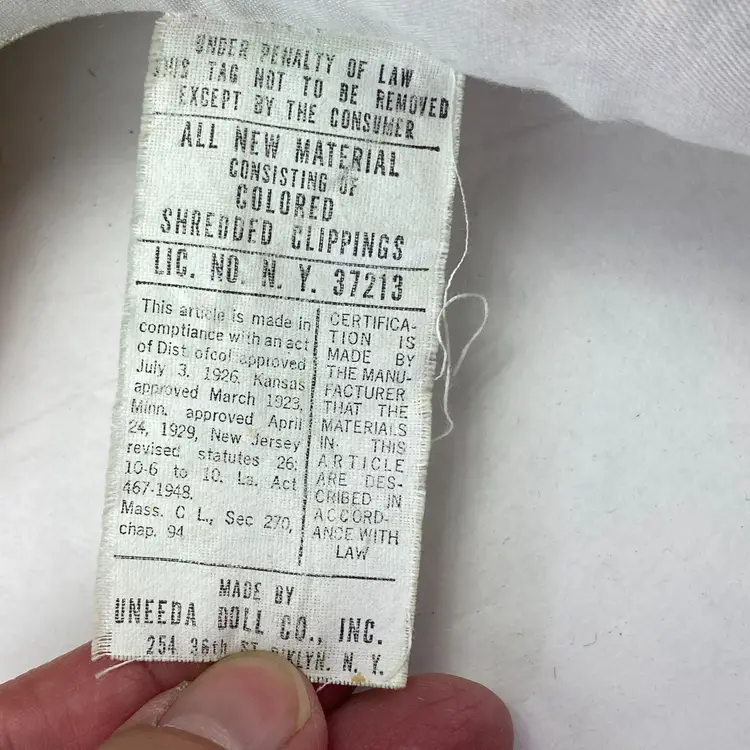 UNDER PENALTY OF LAW
THIS TAG NOT TO BE REMOVED
EXCEPT BY THE CONSUMER
ALL NEW MATERIAL
CONSISTING OF
COLORED
SHREDDED CLIPPINGS
LIC. NO. N. Y. 37213
This article is made in
compliance with an act
of Dist ofcol approved
July 3, 1926, Kansas
approved March 1923,
Minn. approved April
24, 1929, New Jersey
revised statutes 26:
10-6 to 10. La. Act
467-1948.
Mass. C L., Sec 270,
chap. 94
CERTIFICA-
TION IS
MADE BY
THE MANU-
FACTURER
THAT THE
MATERIALS
IN THIS
ARTICLE
ARE DES-
CRIBED IN
ACCORD-
ANCE WITH
LAW
MADE BY
UNEEDA DOLL CO., INC.
254 36th ST. B'KLYN. N. Y.